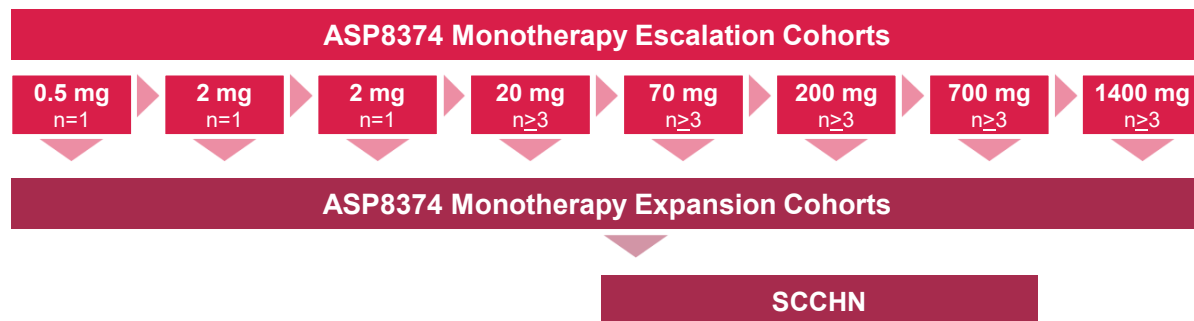 ASP8374 Monotherapy Escalation Cohorts
0.5 mg
n=1
2 mg
n=1
2 mg
n=1
20 mg
n≥3
70 mg
n≥3
200 mg
n≥3
700 mg
n≥3
1400 mg
n≥3
ASP8374 Monotherapy Expansion Cohorts
SCCHN